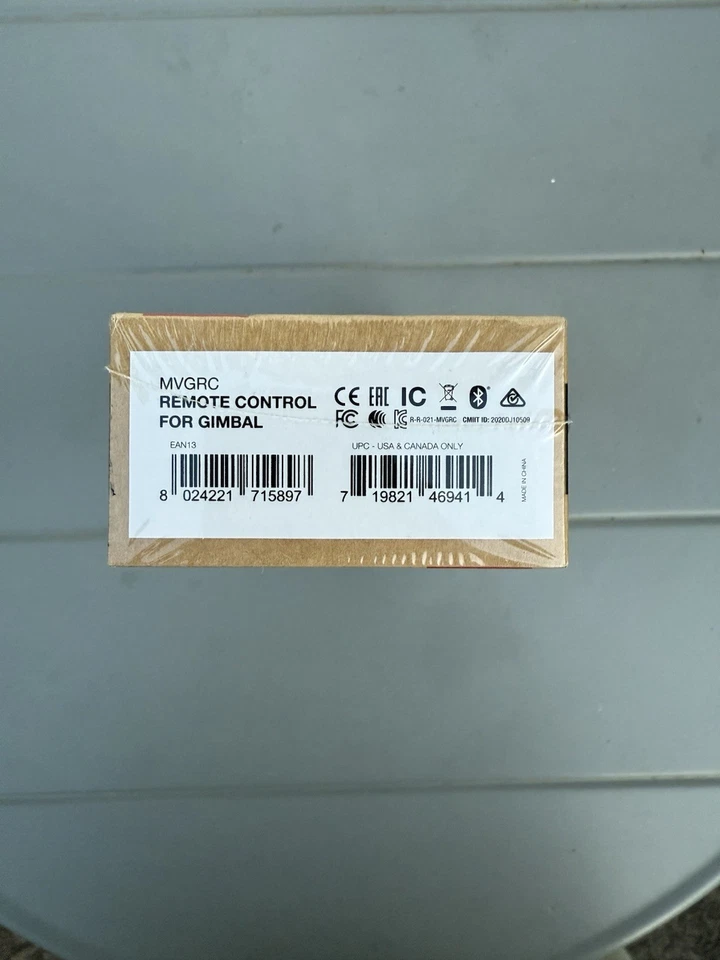 MVGRC
REMOTE CONTROL
FOR GIMBAL
CE EAC IC
FC R-R-021-MVGRC CMIIT ID: 2020DJ10509
EAN13
8 024221 715897
UPC - USA & CANADA ONLY
7 19821 46941 4
MADE IN CHINA